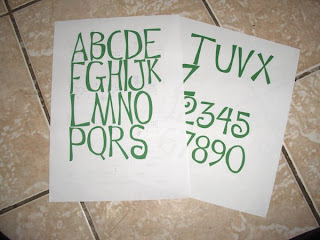 ABCDE
FGHIJK
LMNO
PQRS
TUVX
2345
7890